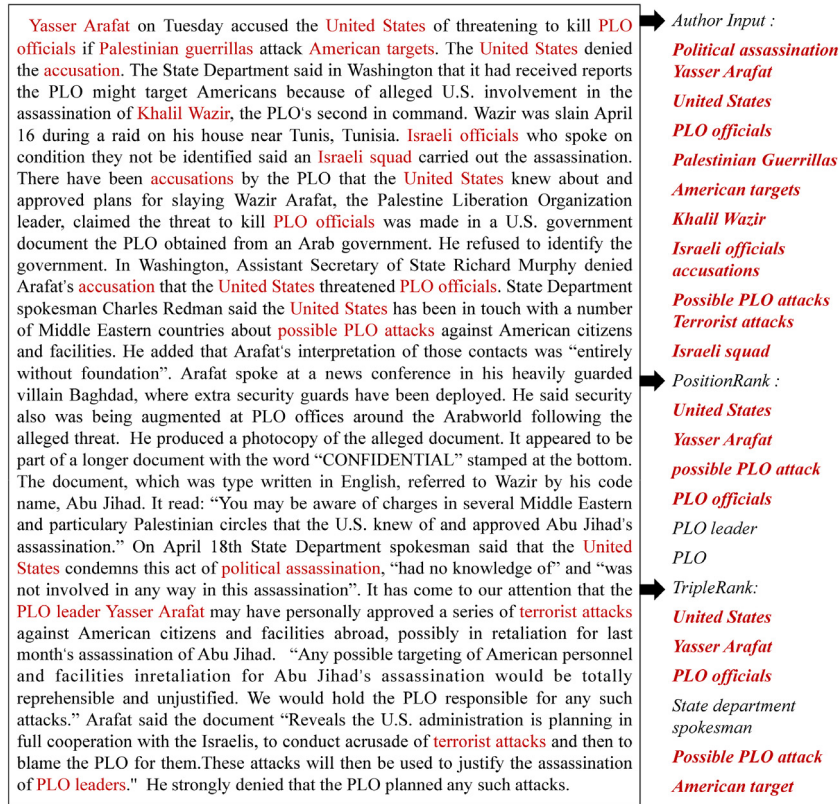 Yasser Arafat on Tuesday accused the United States of threatening to kill PLO
officials if Palestinian guerrillas attack American targets. The United States denied
the accusation. The State Department said in Washington that it had received reports
the PLO might target Americans because of alleged U.S. involvement in the
assassination of Khalil Wazir, the PLO's second in command. Wazir was slain April
16 during a raid on his house near Tunis, Tunisia. Israeli officials who spoke on
condition they not be identified said an Israeli squad carried out the assassination.
There have been accusations by the PLO that the United States knew about and
approved plans for slaying Wazir Arafat, the Palestine Liberation Organization
leader, claimed the threat to kill PLO officials was made in a U.S. government
document the PLO obtained from an Arab government. He refused to identify the
government. In Washington, Assistant Secretary of State Richard Murphy denied
Arafat's accusation that the United States threatened PLO officials. State Department
spokesman Charles Redman said the United States has been in touch with a number
of Middle Eastern countries about possible PLO attacks against American citizens
and facilities. He added that Arafat's interpretation of those contacts was “entirely
without foundation”. Arafat spoke at a news conference in his heavily guarded
villain Baghdad, where extra security guards have been deployed. He said security
also was being augmented at PLO offices around the Arabworld following the
alleged threat. He produced a photocopy of the alleged document. It appeared to be
part of a longer document with the word “CONFIDENTIAL” stamped at the bottom.
The document, which was type written in English, referred to Wazir by his code
name, Abu Jihad. It read: “You may be aware of charges in several Middle Eastern
and particulary Palestinian circles that the U.S. knew of and approved Abu Jihad's
assassination.” On April 18th State Department spokesman said that the United
States condemns this act of political assassination, “had no knowledge of” and “was
not involved in any way in this assassination”. It has come to our attention that the
PLO leader Yasser Arafat may have personally approved a series of terrorist attacks
against American citizens and facilities abroad, possibly in retaliation for last
month's assassination of Abu Jihad. “Any possible targeting of American personnel
and facilities inretaliation for Abu Jihad's assassination would be totally
reprehensible and unjustified. We would hold the PLO responsible for any such
attacks.” Arafat said the document “Reveals the U.S. administration is planning in
full cooperation with the Israelis, to conduct acrusade of terrorist attacks and then to
blame the PLO for them.These attacks will then be used to justify the assassination
of PLO leaders." He strongly denied that the PLO planned any such attacks.
Author Input :
Political assassination
Yasser Arafat
United States
PLO officials
Palestinian Guerrillas
American targets
Khalil Wazir
Israeli officials
accusations
Possible PLO attacks
Terrorist attacks
Israeli squad
PositionRank :
United States
Yasser Arafat
possible PLO attack
PLO officials
PLO leader
PLO
TripleRank:
United States
Yasser Arafat
PLO officials
State department
spokesman
Possible PLO attack
American target